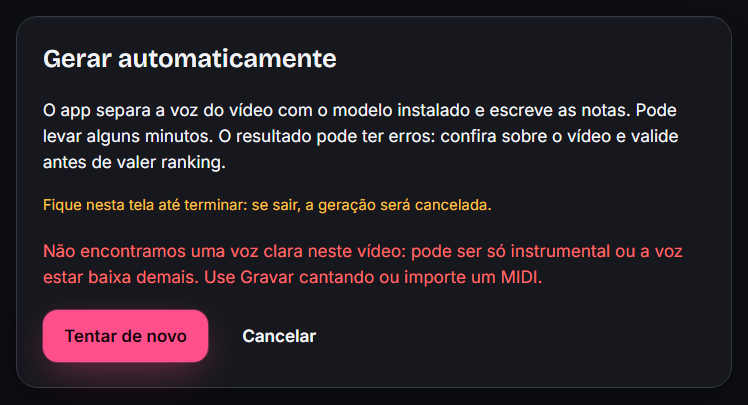 Gerar automaticamente
O app separa a voz do vídeo com o modelo instalado e escreve as notas. Pode
levar alguns minutos. O resultado pode ter erros: confira sobre o vídeo e valide
antes de valer ranking.
Fique nesta tela até terminar: se sair, a geração será cancelada.
Não encontramos uma voz clara neste vídeo: pode ser só instrumental ou a voz
estar baixa demais. Use Gravar cantando ou importe um MIDI.
Tentar de novo
Cancelar